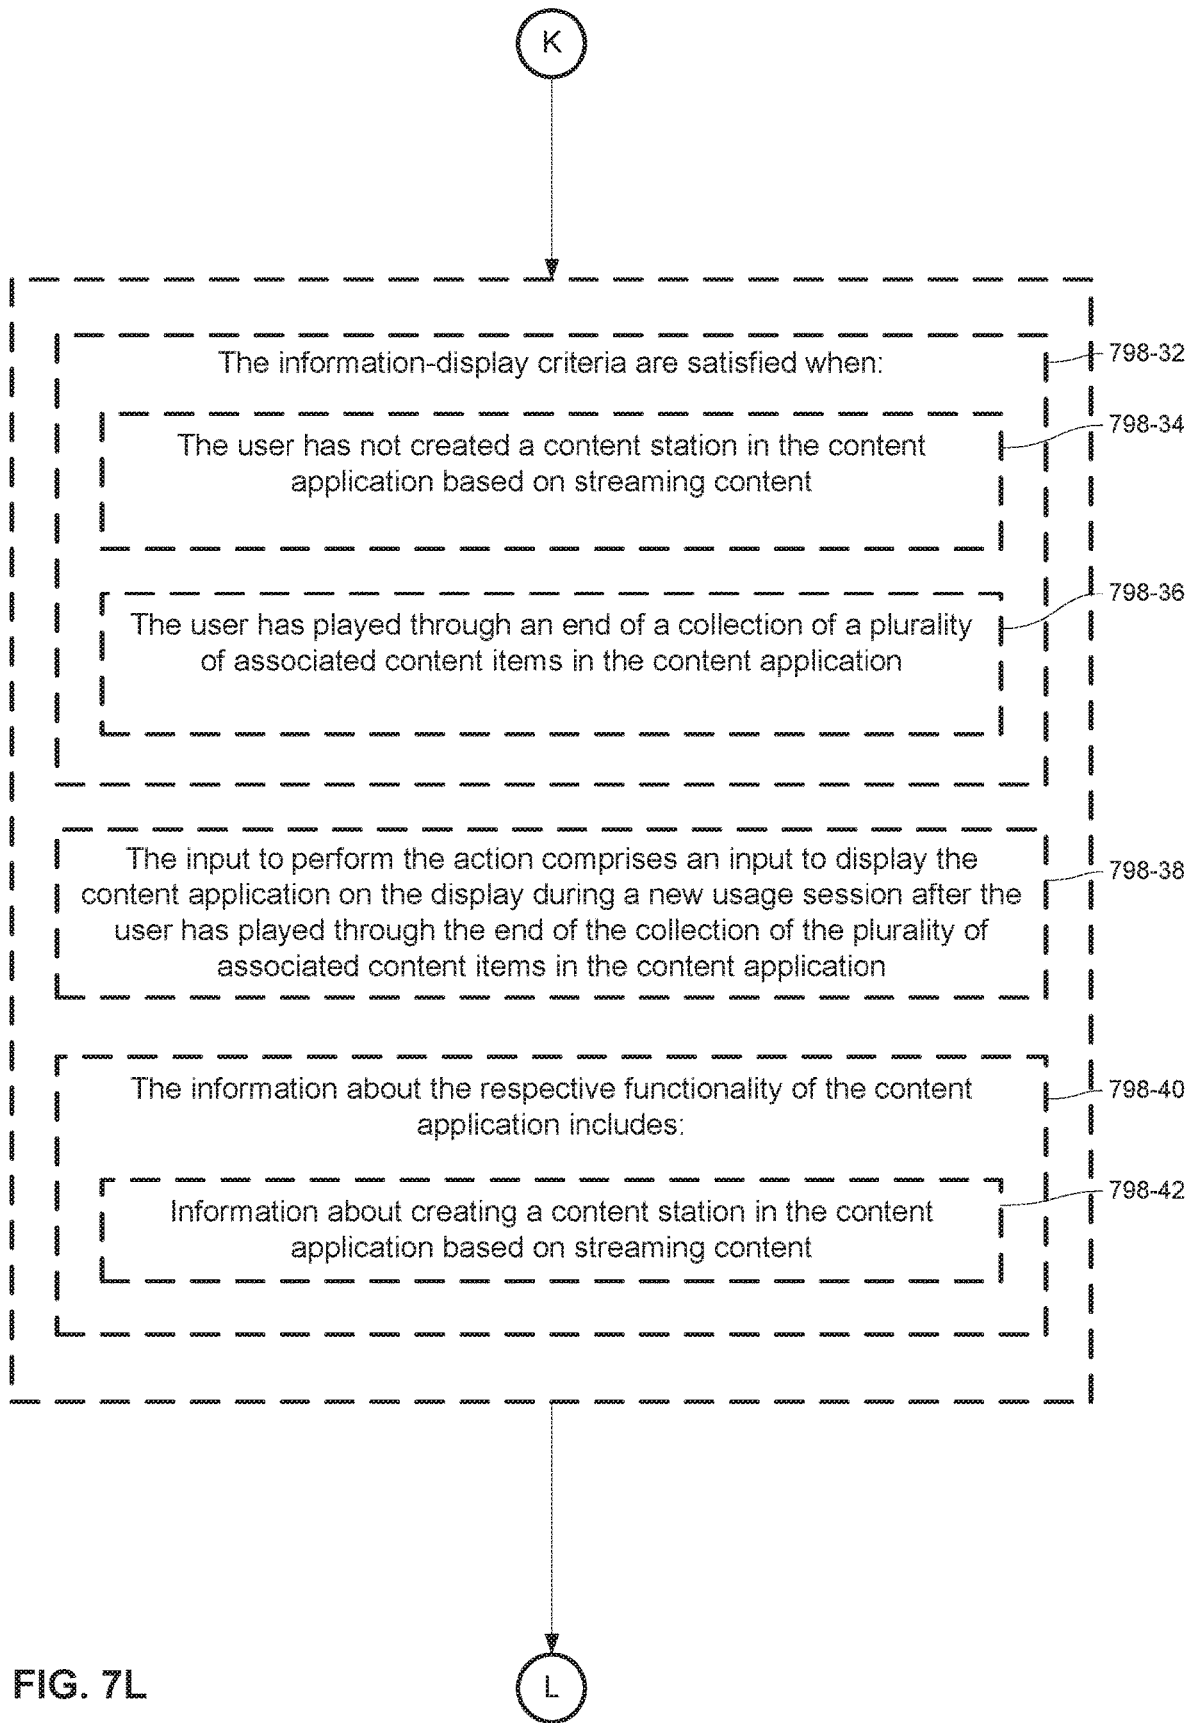 K
The information-display criteria are satisfied when:
798-32
The user has not created a content station in the content
application based on streaming content
798-34
The user has played through an end of a collection of a plurality
of associated content items in the content application
798-36
The input to perform the action comprises an input to display the
content application on the display during a new usage session after the
user has played through the end of the collection of the plurality of
associated content items in the content application
798-38
The information about the respective functionality of the content
application includes:
798-40
Information about creating a content station in the content
application based on streaming content
798-42
L
FIG. 7L